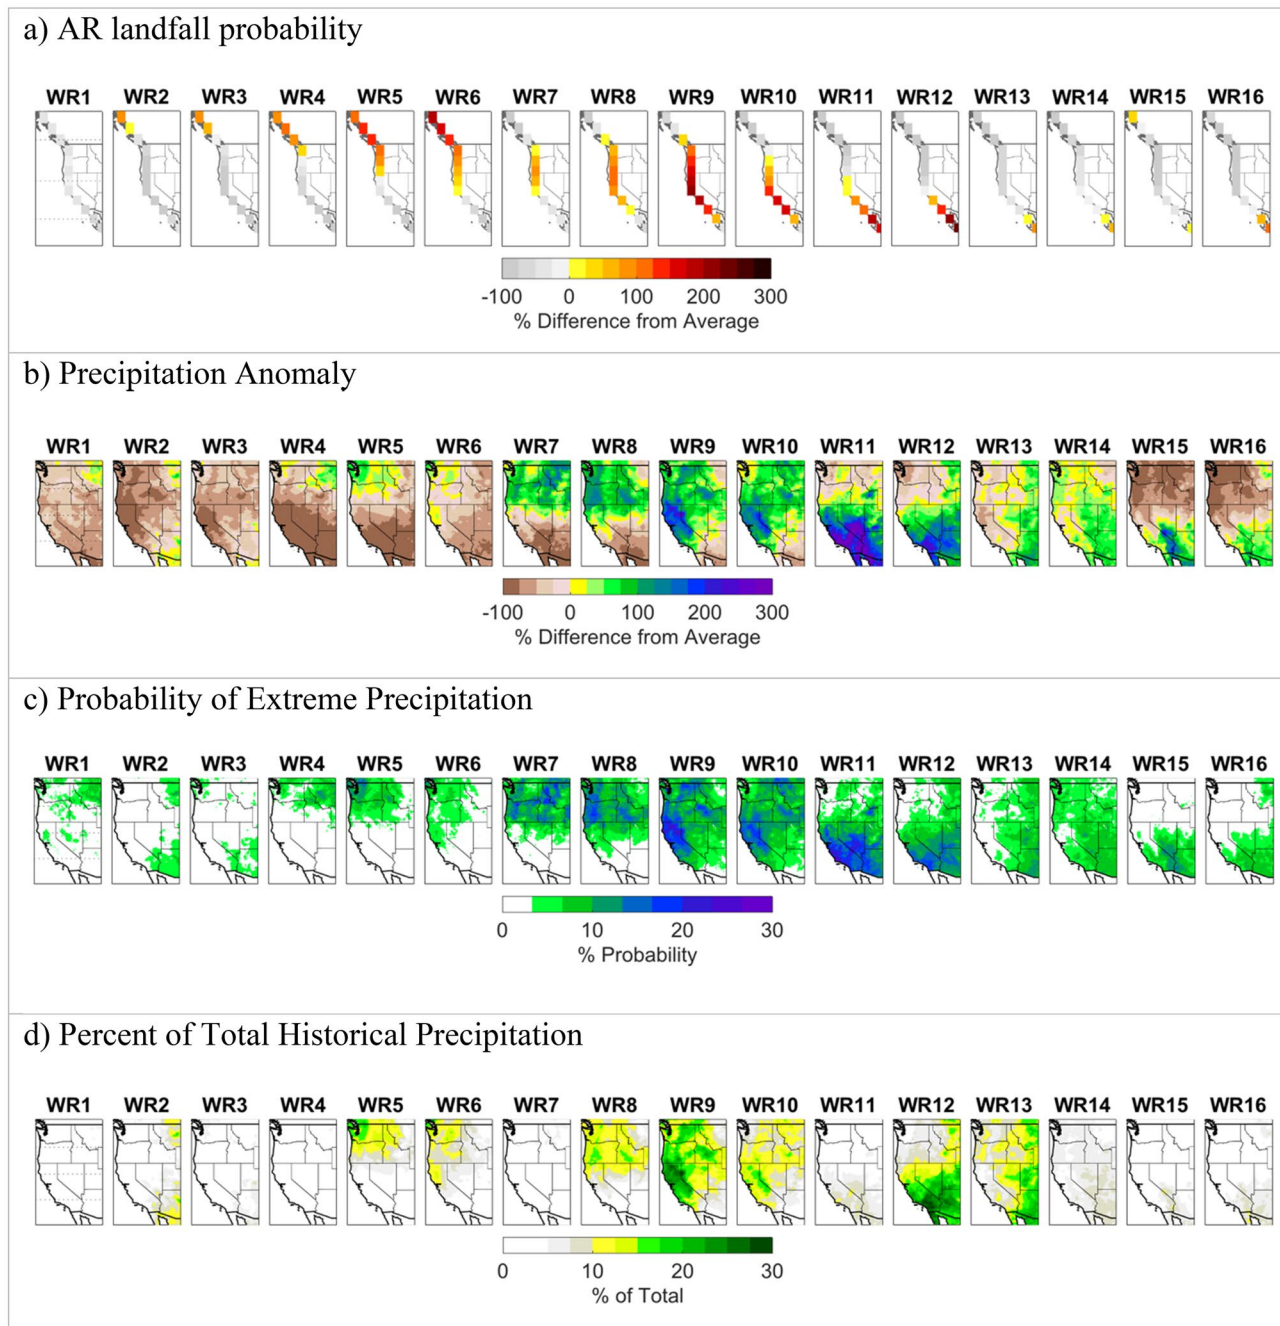 a) AR landfall probability
WR1 WR2 WR3 WR4 WR5 WR6 WR7 WR8 WR9 WR10 WR11 WR12 WR13 WR14 WR15 WR16
-100 0 100 200 300
% Difference from Average
b) Precipitation Anomaly
WR1 WR2 WR3 WR4 WR5 WR6 WR7 WR8 WR9 WR10 WR11 WR12 WR13 WR14 WR15 WR16
-100 0 100 200 300
% Difference from Average
c) Probability of Extreme Precipitation
WR1 WR2 WR3 WR4 WR5 WR6 WR7 WR8 WR9 WR10 WR11 WR12 WR13 WR14 WR15 WR16
0 10 20 30
% Probability
d) Percent of Total Historical Precipitation
WR1 WR2 WR3 WR4 WR5 WR6 WR7 WR8 WR9 WR10 WR11 WR12 WR13 WR14 WR15 WR16
0 10 20 30
% of Total